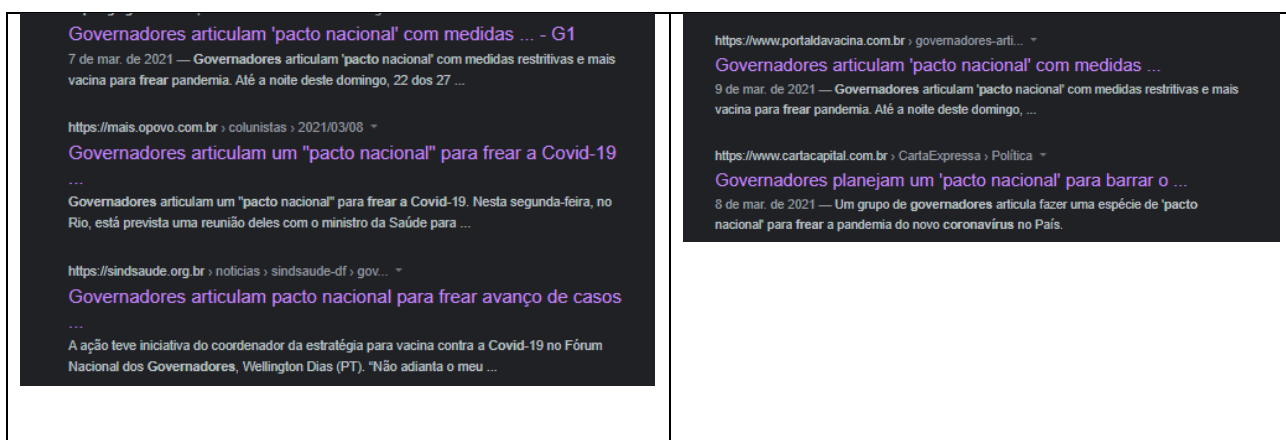 Governadores articulam 'pacto nacional' com medidas ... - G1
7 de mar. de 2021 — Governadores articulam 'pacto nacional' com medidas restritivas e mais
vacina para frear pandemia. Até a noite deste domingo, 22 dos 27 ...
https://mais.opovo.com.br › colunistas › 2021/03/08
Governadores articulam um "pacto nacional" para frear a Covid-19
...
Governadores articulam um "pacto nacional" para frear a Covid-19. Nesta segunda-feira, no
Rio, está prevista uma reunião deles com o ministro da Saúde para ...
https://sindsaude.org.br › noticias › sindsaude-df › gov...
Governadores articulam pacto nacional para frear avanço de casos
...
A ação teve iniciativa do coordenador da estratégia para vacina contra a Covid-19 no Fórum
Nacional dos Governadores, Wellington Dias (PT). “Não adianta o meu ...
https://www.portaldavacina.com.br › governadores-arti...
Governadores articulam 'pacto nacional' com medidas ...
9 de mar. de 2021 — Governadores articulam 'pacto nacional' com medidas restritivas e mais
vacina para frear pandemia. Até a noite deste domingo, ...
https://www.cartacapital.com.br › CartaExpressa › Política
Governadores planejam um 'pacto nacional' para barrar o ...
8 de mar. de 2021 — Um grupo de governadores articula fazer uma espécie de 'pacto
nacional' para frear a pandemia do novo coronavírus no País.